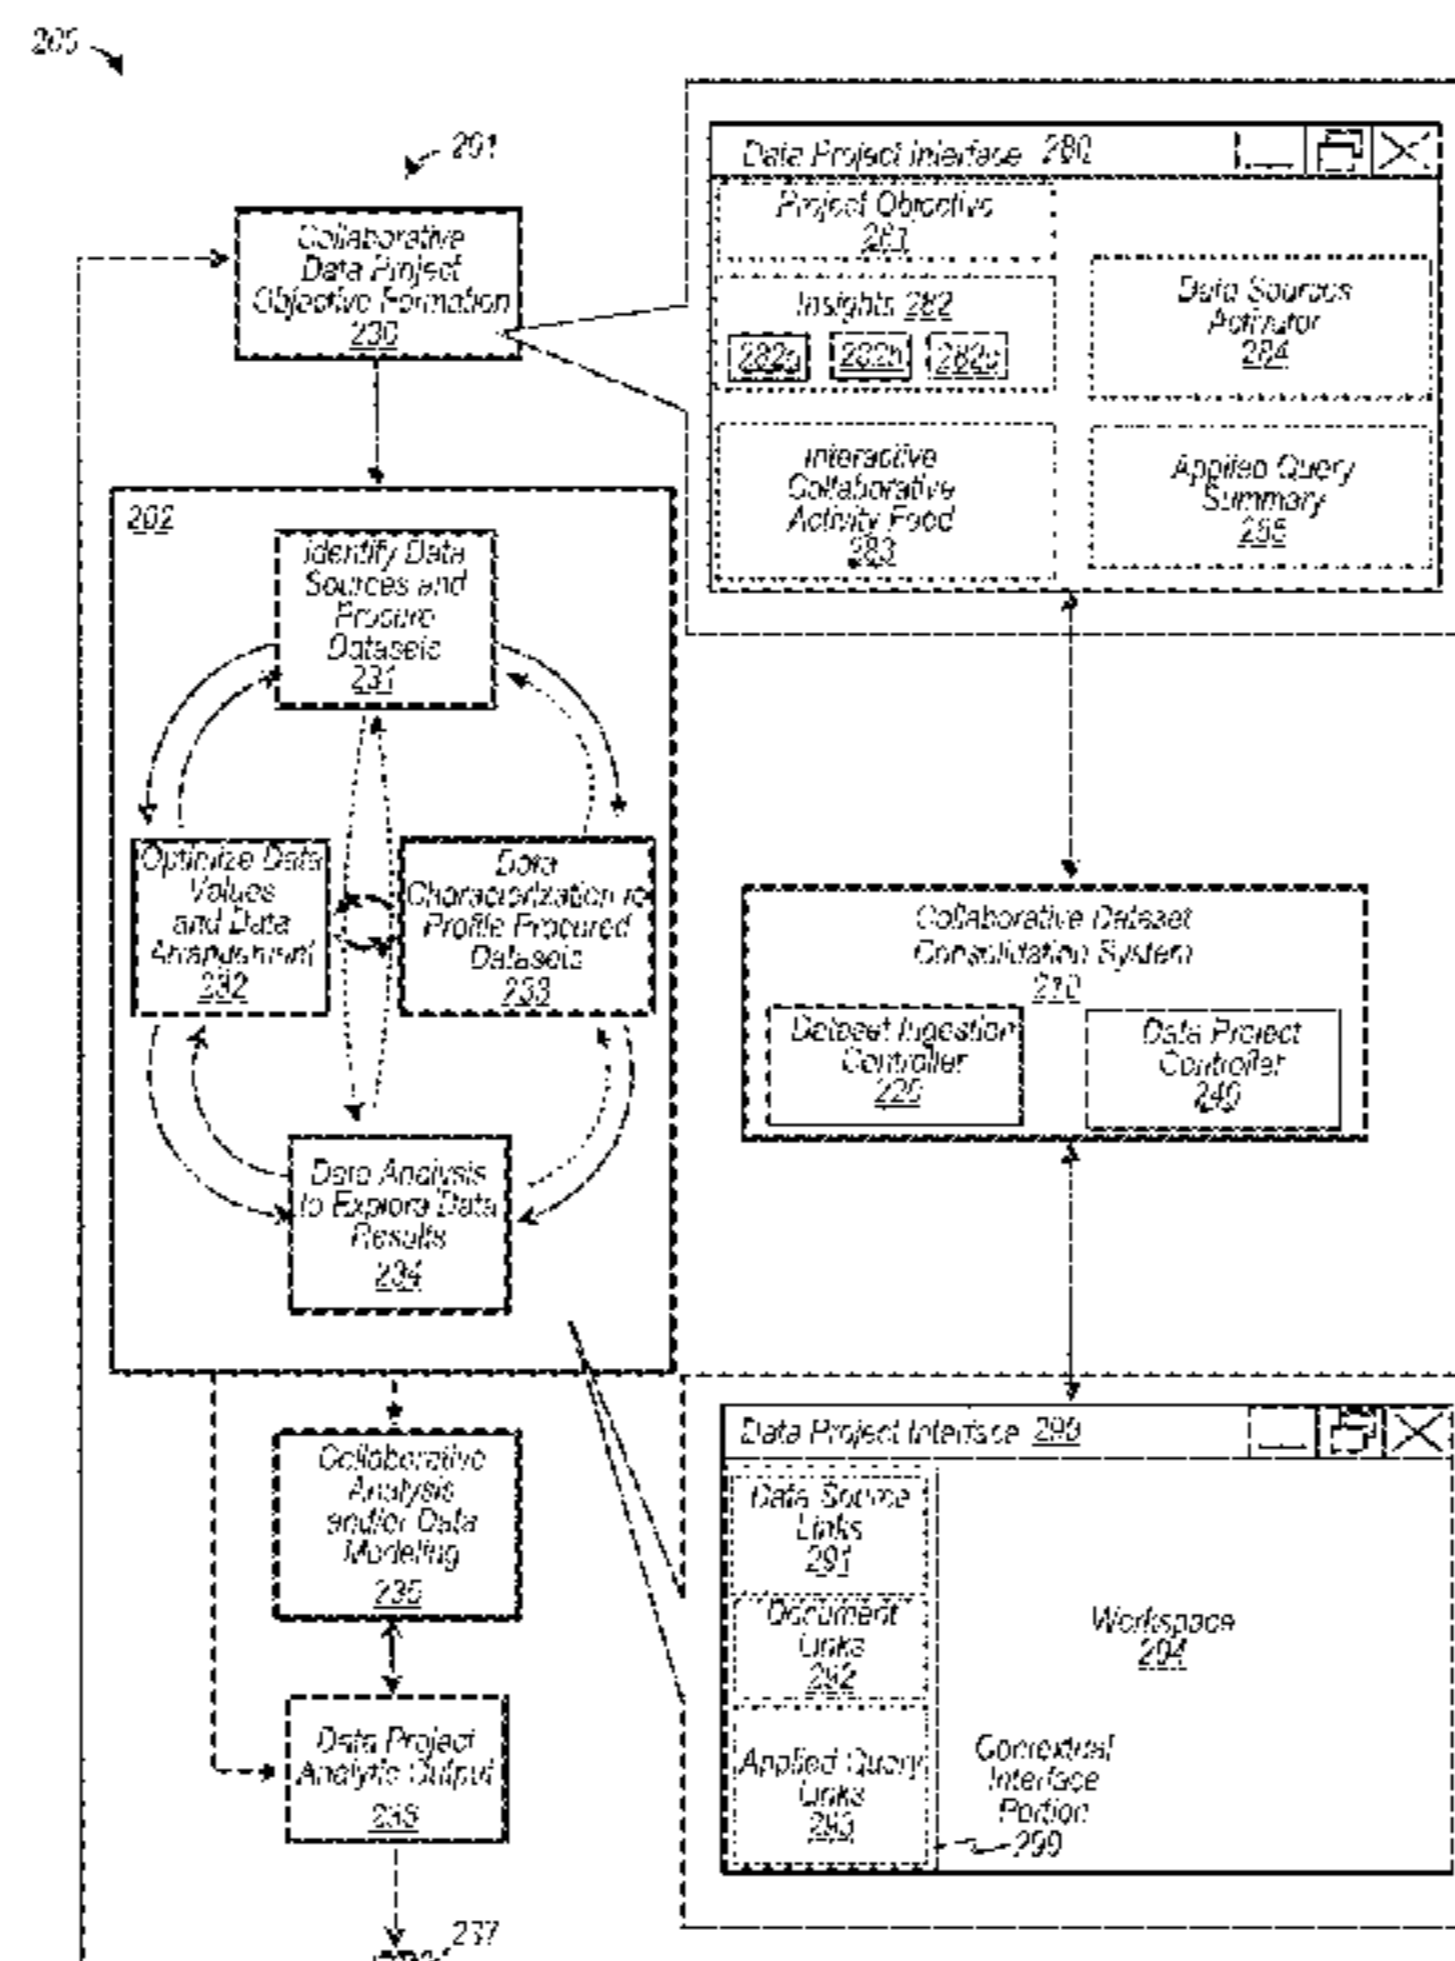 201
Collaborative
Data Project
Objective Formation
230
202
Identify Data
Sources and
Procure
Datasets
231
Optimize Data
Values
and Data
Arrangement
232
Data
Characterization to
Profile Procured
Datasets
233
Data Analysis
to Explore Data
Results
234
Collaborative
Analysis
and/or Data
Modeling
235
Data Project
Analytic Output
237
Data Project Interface 280
Project Objective
281
Insights 282
282a 282b 282c
Interactive
Collaborative
Activity Feed
283
Data Sources
Activator
284
Applied Query
Summary
285
Collaborative Dataset
Consolidation System
210
Dataset Ingestion
Controller
220
Data Project
Controller
240
Data Project Interface 290
Data Source
Links
291
Document
Links
292
Applied Query
Links
293
Workspace
294
Contextual
Interface
Portion
299